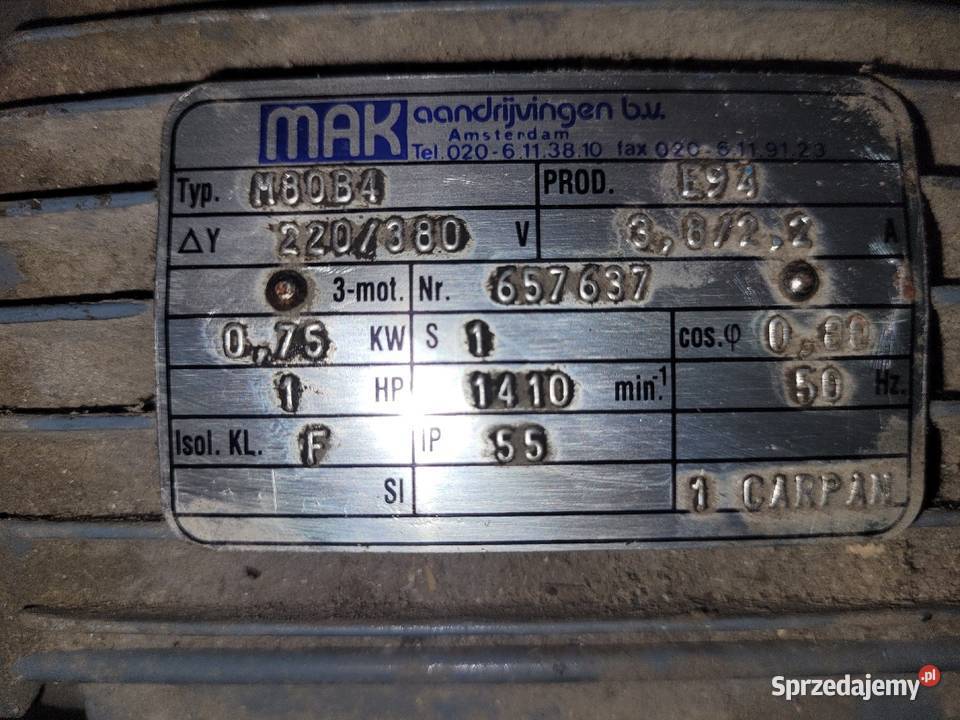 MAK aandrijvingen b.v.
Amsterdam
Tel. 020-6.11.38.10 fax 020-6.11.91.23
Typ. M80B4 PROD. E94
ΔY 220/380 V 3,8/2,2 A
3-mot. Nr. 657637
0,75 KW S 1 cos.φ 0,80
1 HP 1410 min⁻¹ 50 Hz.
Isol. KL. F IP 55
SI 1 CARPAN
Sprzedajemy.pl